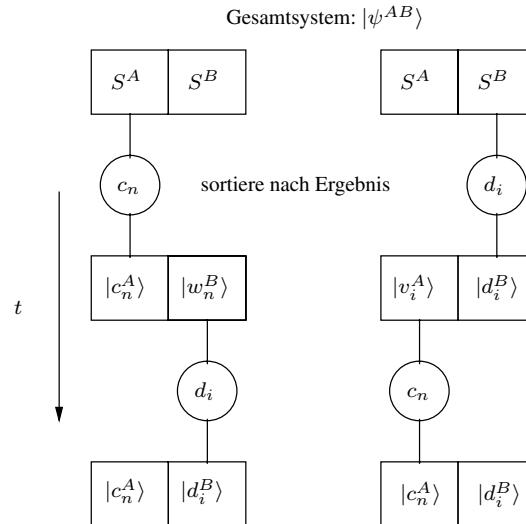 Gesamtsystem: |ψ^{AB}⟩
S^A S^B S^A S^B
c_n sortiere nach Ergebnis d_i
|c_n^A⟩ |w_n^B⟩ |v_i^A⟩ |d_i^B⟩
t
d_i c_n
|c_n^A⟩ |d_i^B⟩ |c_n^A⟩ |d_i^B⟩